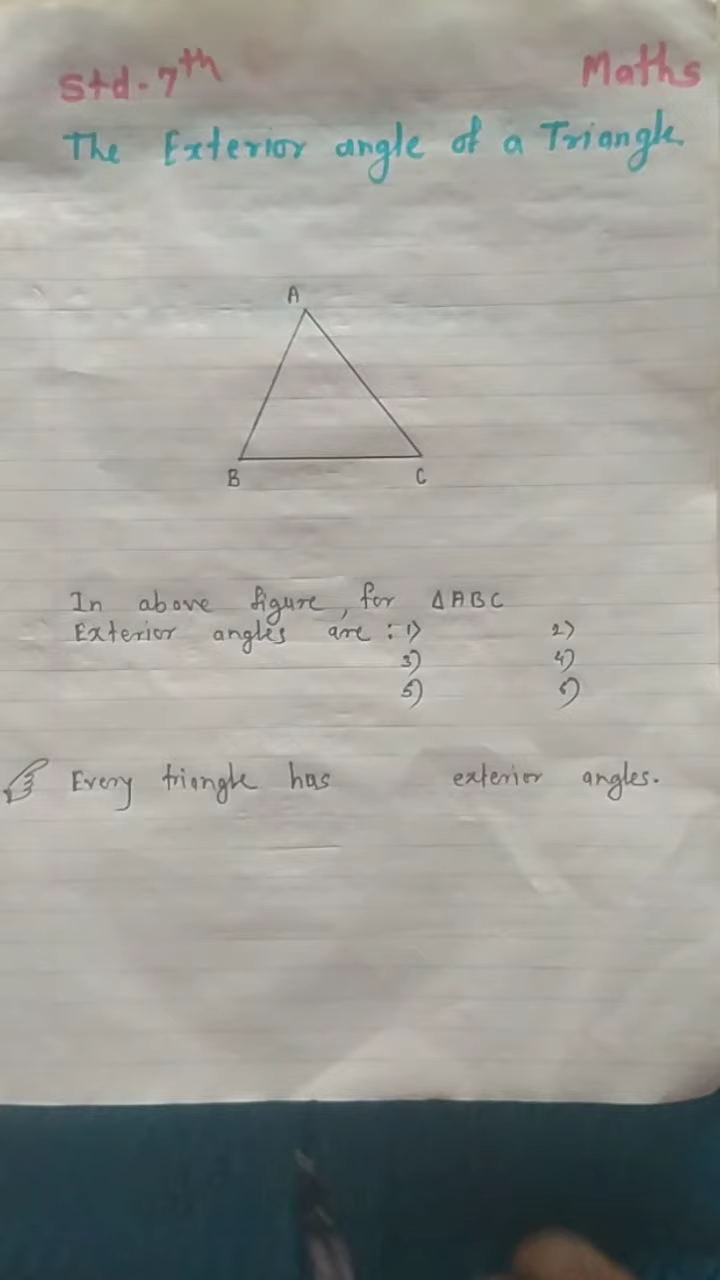 Std-7th Maths
The Exterior angle of a Triangle.
A
B C
In above figure, for ΔABC
Exterior angles are :- 1) 2)
3) 4)
5) 6)
Every triangle has exterior angles.